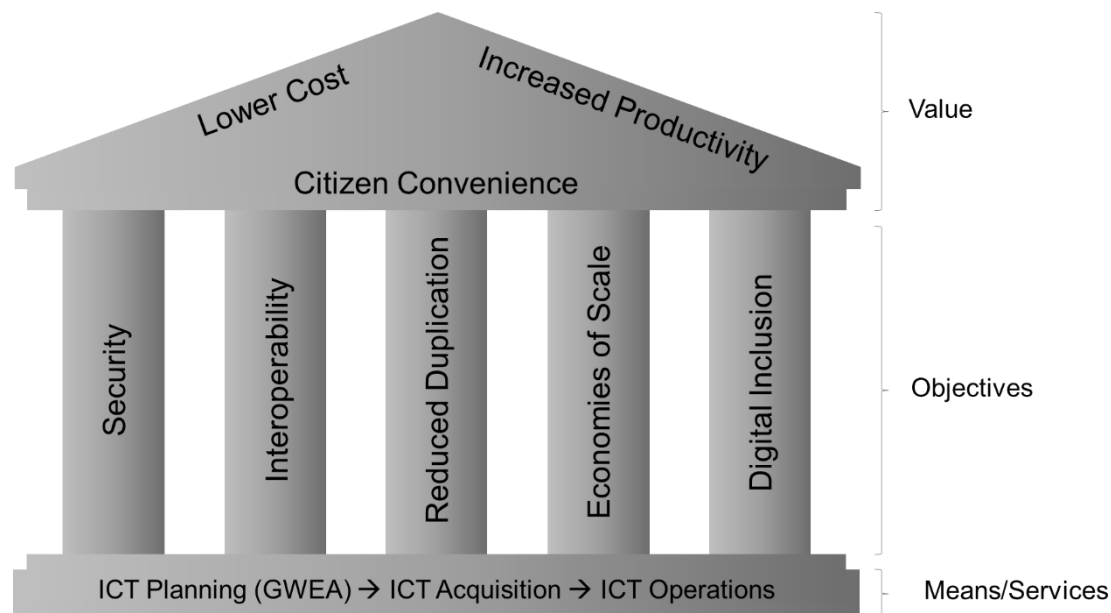 Lower Cost
Increased Productivity
Citizen Convenience
Value
Security
Interoperability
Reduced Duplication
Economies of Scale
Digital Inclusion
Objectives
ICT Planning (GWEA) → ICT Acquisition → ICT Operations
Means/Services